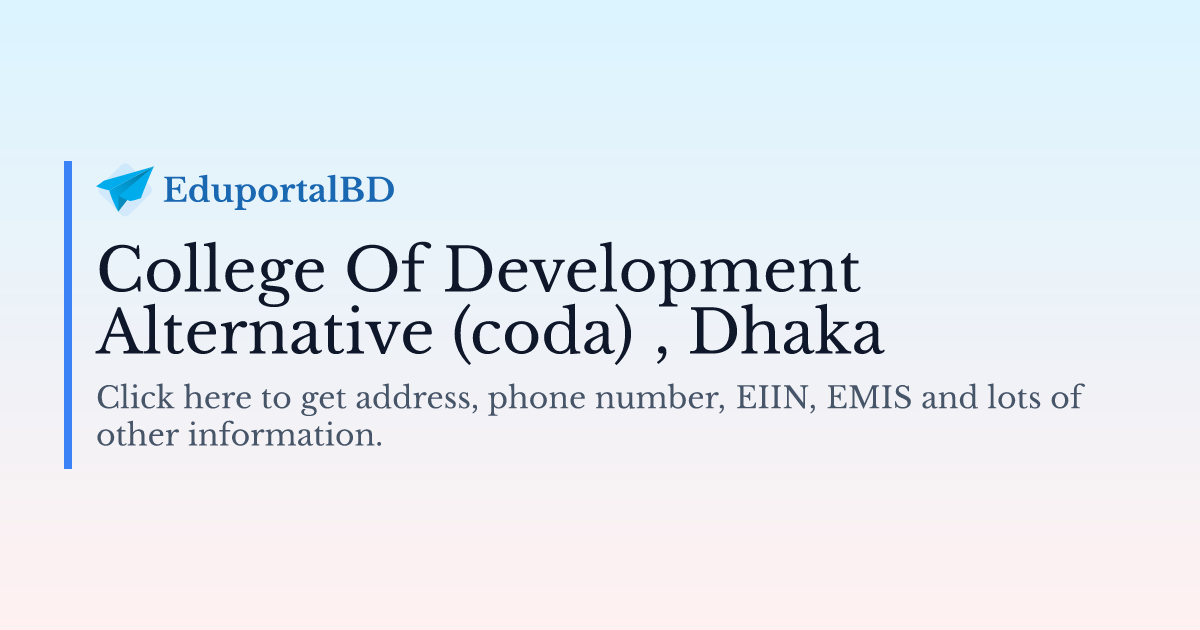 EduportalBD
College Of Development
Alternative (coda) , Dhaka
Click here to get address, phone number, EIIN, EMIS and lots of
other information.